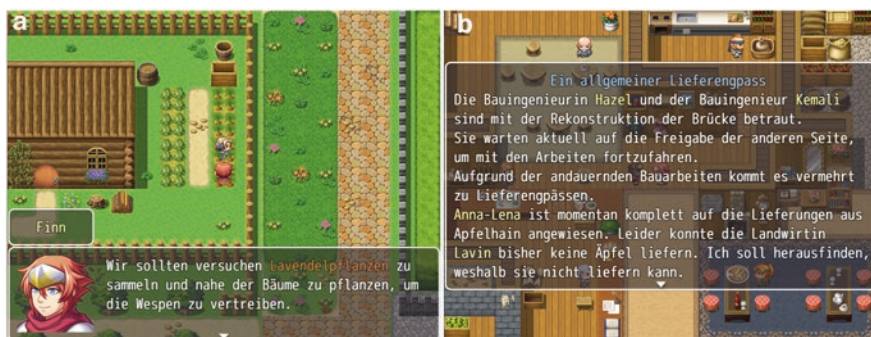 a
Finn
Wir sollten versuchen Lavendelpflanzen zu
sammeln und nahe der Bäume zu pflanzen, um
die Wespen zu vertreiben.
b
Ein allgemeiner Lieferengpass
Die Bauingenieurin Hazel und der Bauingenieur Kemali
sind mit der Rekonstruktion der Brücke betraut.
Sie warten aktuell auf die Freigabe der anderen Seite,
um mit den Arbeiten fortzufahren.
Aufgrund der andauernden Bauarbeiten kommt es vermehrt
zu Lieferengpässen.
Anna-Lena ist momentan komplett auf die Lieferungen aus
Apfelhain angewiesen. Leider konnte die Landwirtin
Lavin bisher keine Äpfel liefern. Ich soll herausfinden,
weshalb sie nicht liefern kann.